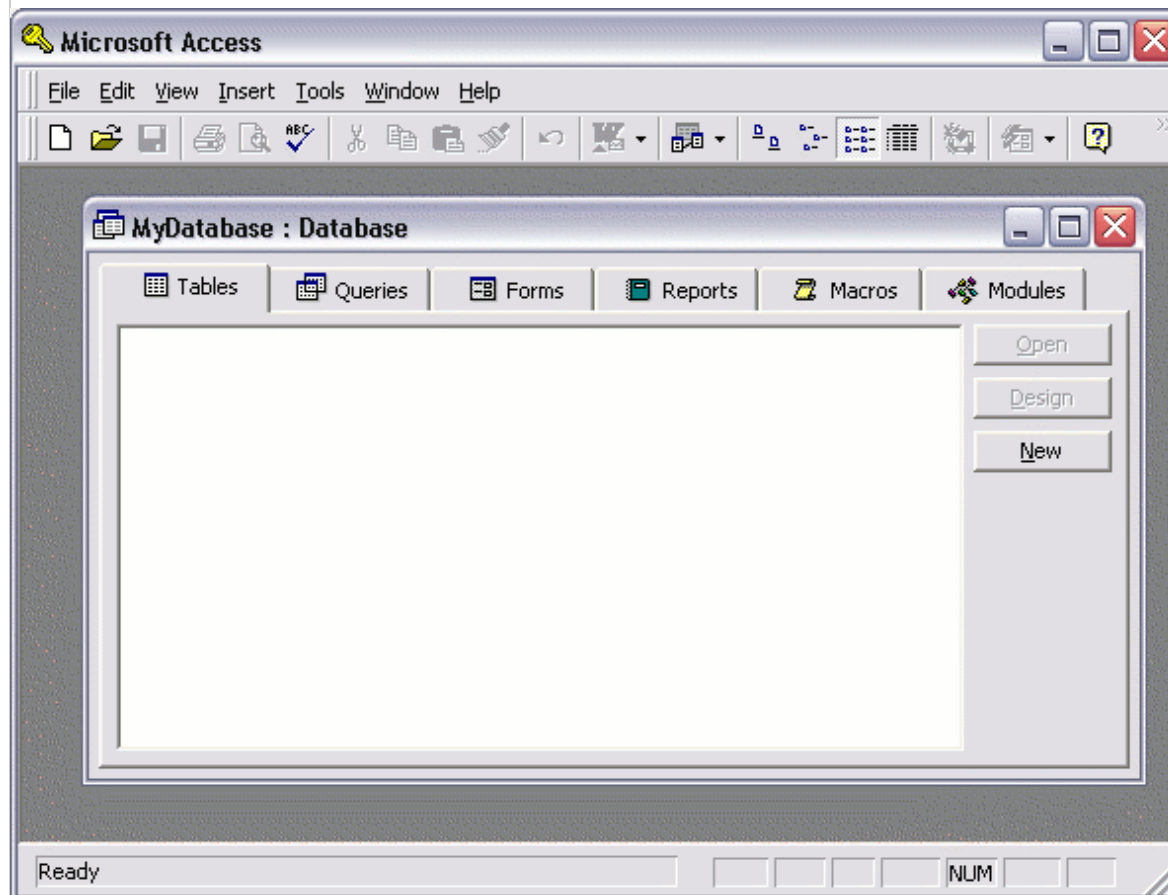 Microsoft Access
File Edit View Insert Tools Window Help
ABC
MyDatabase : Database
Tables Queries Forms Reports Macros Modules
Open
Design
New
Ready NUM